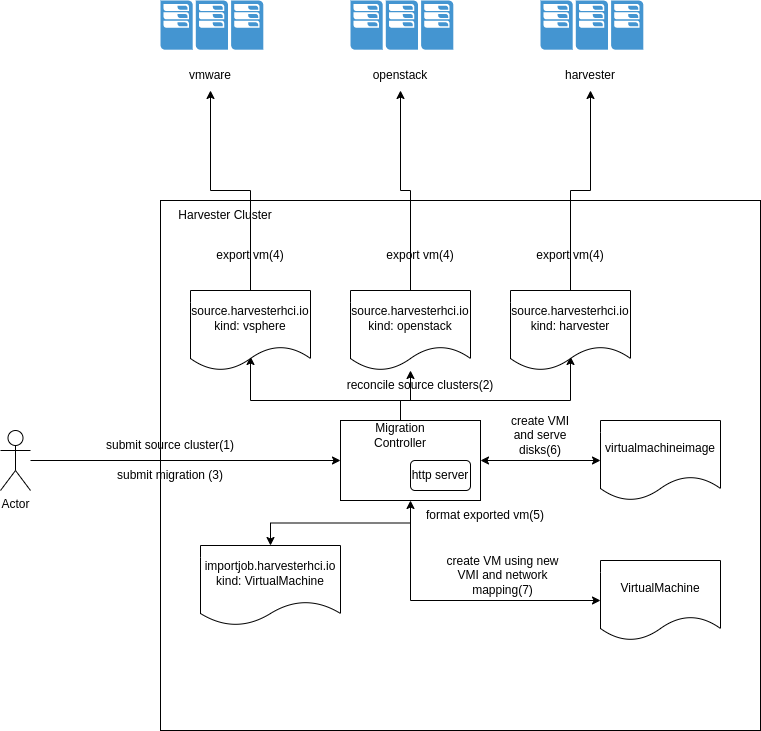 vmware
openstack
harvester
Harvester Cluster
export vm(4)
export vm(4)
export vm(4)
source.harvesterhci.io
kind: vsphere
source.harvesterhci.io
kind: openstack
source.harvesterhci.io
kind: harvester
reconcile source clusters(2)
Migration
Controller
http server
create VMI
and serve
disks(6)
virtualmachineimage
submit source cluster(1)
submit migration (3)
Actor
format exported vm(5)
importjob.harvesterhci.io
kind: VirtualMachine
create VM using new
VMI and network
mapping(7)
VirtualMachine